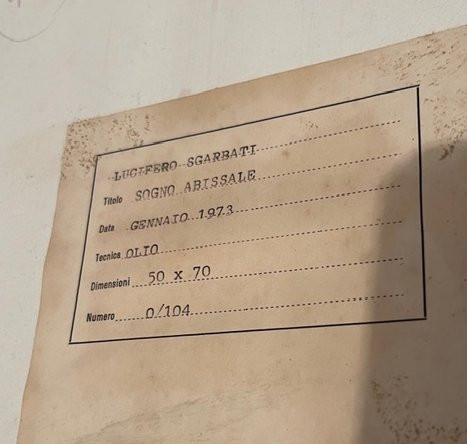 LUCIFERO SGARBATI
Titolo SOGNO ABISSALE
Data GENNAIO 1973
Tecnica OLIO
Dimensioni 50 x 70
Numero 0/104